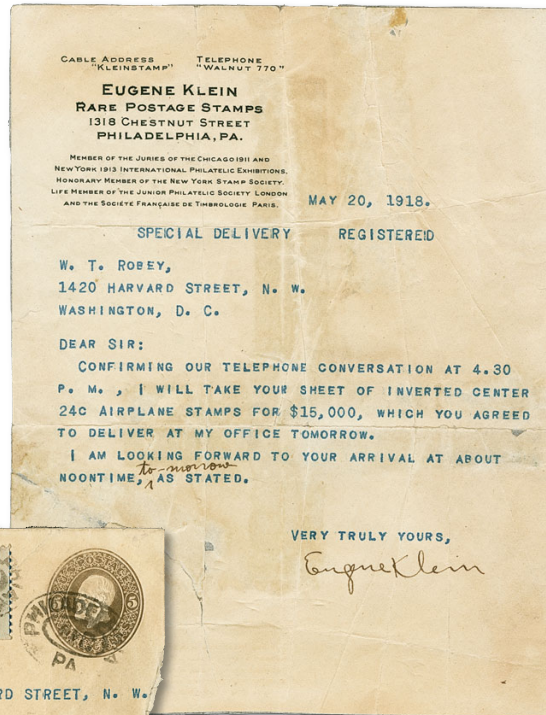 CABLE ADDRESS TELEPHONE
"KLEINSTAMP" "WALNUT 770"
EUGENE KLEIN
RARE POSTAGE STAMPS
1318 CHESTNUT STREET
PHILADELPHIA, PA.
MEMBER OF THE JURIES OF THE CHICAGO 1911 AND
NEW YORK 1913 INTERNATIONAL PHILATELIC EXHIBITIONS.
HONORARY MEMBER OF THE NEW YORK STAMP SOCIETY.
LIFE MEMBER OF THE JUNIOR PHILATELIC SOCIETY LONDON
AND THE SOCIÉTÉ FRANÇAISE DE TIMBROLOGIE PARIS.
MAY 20, 1918.
SPECIAL DELIVERY REGISTERED
W. T. ROBEY,
1420 HARVARD STREET, N. W.
WASHINGTON, D. C.
DEAR SIR:
CONFIRMING OUR TELEPHONE CONVERSATION AT 4.30
P. M. , I WILL TAKE YOUR SHEET OF INVERTED CENTER
24C AIRPLANE STAMPS FOR $15,000, WHICH YOU AGREED
TO DELIVER AT MY OFFICE TOMORROW.
I AM LOOKING FORWARD TO YOUR ARRIVAL AT ABOUT
NOONTIME, to-morrow AS STATED.
VERY TRULY YOURS,
Eugene Klein
5 5
PA
RD STREET, N. W.